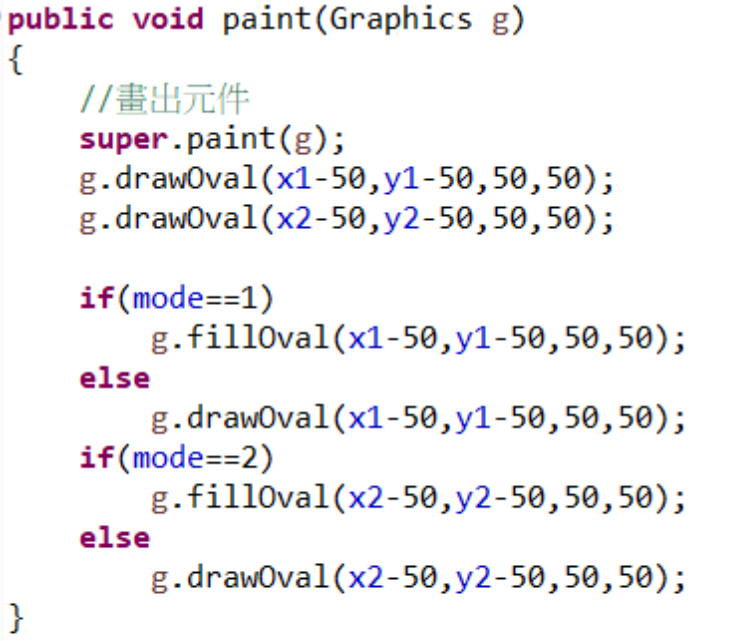 public void paint(Graphics g)
{
    //畫出元件
    super.paint(g);
    g.drawOval(x1-50,y1-50,50,50);
    g.drawOval(x2-50,y2-50,50,50);

    if(mode==1)
        g.fillOval(x1-50,y1-50,50,50);
    else
        g.drawOval(x1-50,y1-50,50,50);
    if(mode==2)
        g.fillOval(x2-50,y2-50,50,50);
    else
        g.drawOval(x2-50,y2-50,50,50);
}